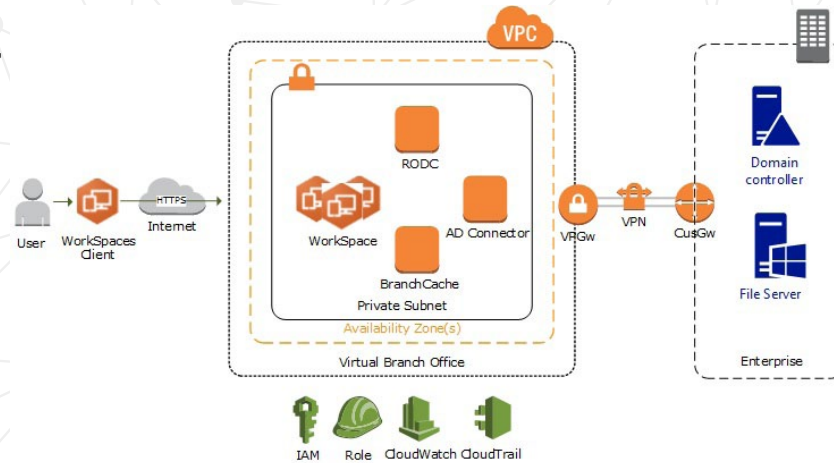 VPC
RODC
Domain
controller
HTTPS
Internet
User
WorkSpaces
Client
WorkSpace
AD Connector
VPGw
VPN
CusGw
BranchCache
File Server
Private Subnet
Availability Zone(s)
Virtual Branch Office
Enterprise
IAM
Role
CloudWatch
CloudTrail